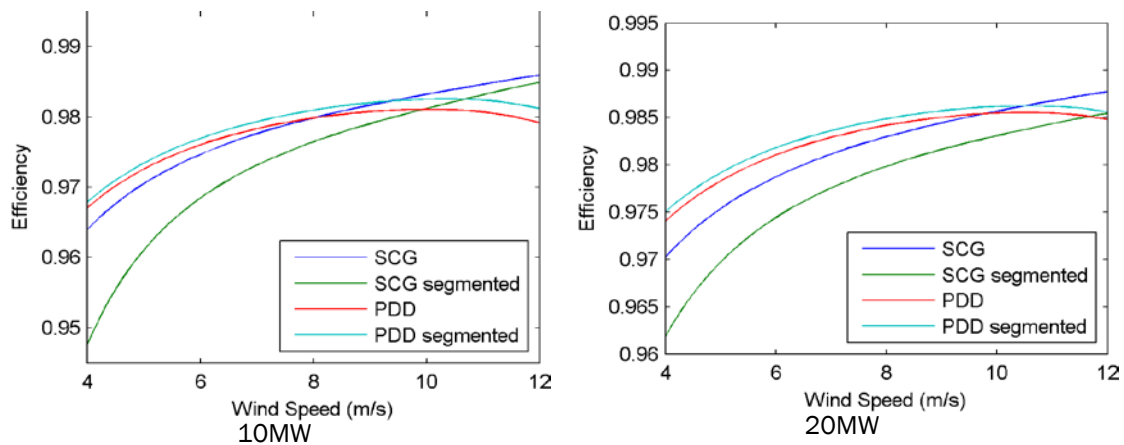 0.99
0.98
0.97
0.96
0.95
Efficiency
4
6
8
10
12
Wind Speed (m/s)
SCG
SCG segmented
PDD
PDD segmented
10MW
0.995
0.99
0.985
0.98
0.975
0.97
0.965
0.96
Efficiency
4
6
8
10
12
Wind Speed (m/s)
SCG
SCG segmented
PDD
PDD segmented
20MW